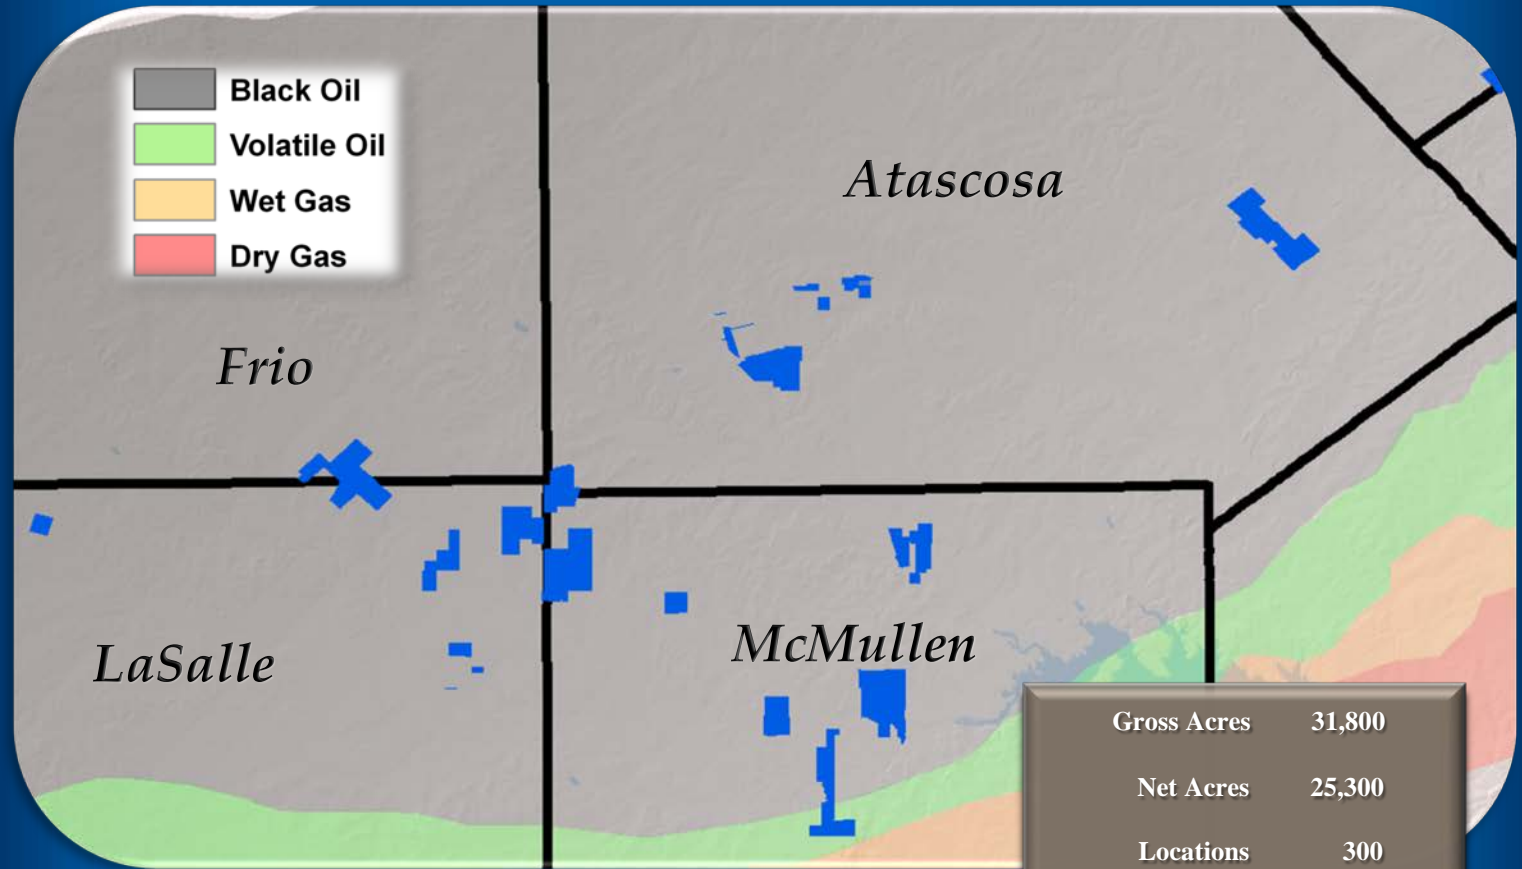 Black Oil
Volatile Oil
Wet Gas
Dry Gas
Atascosa
Frio
McMullen
LaSalle
Gross Acres 31,800
Net Acres 25,300
Locations 300